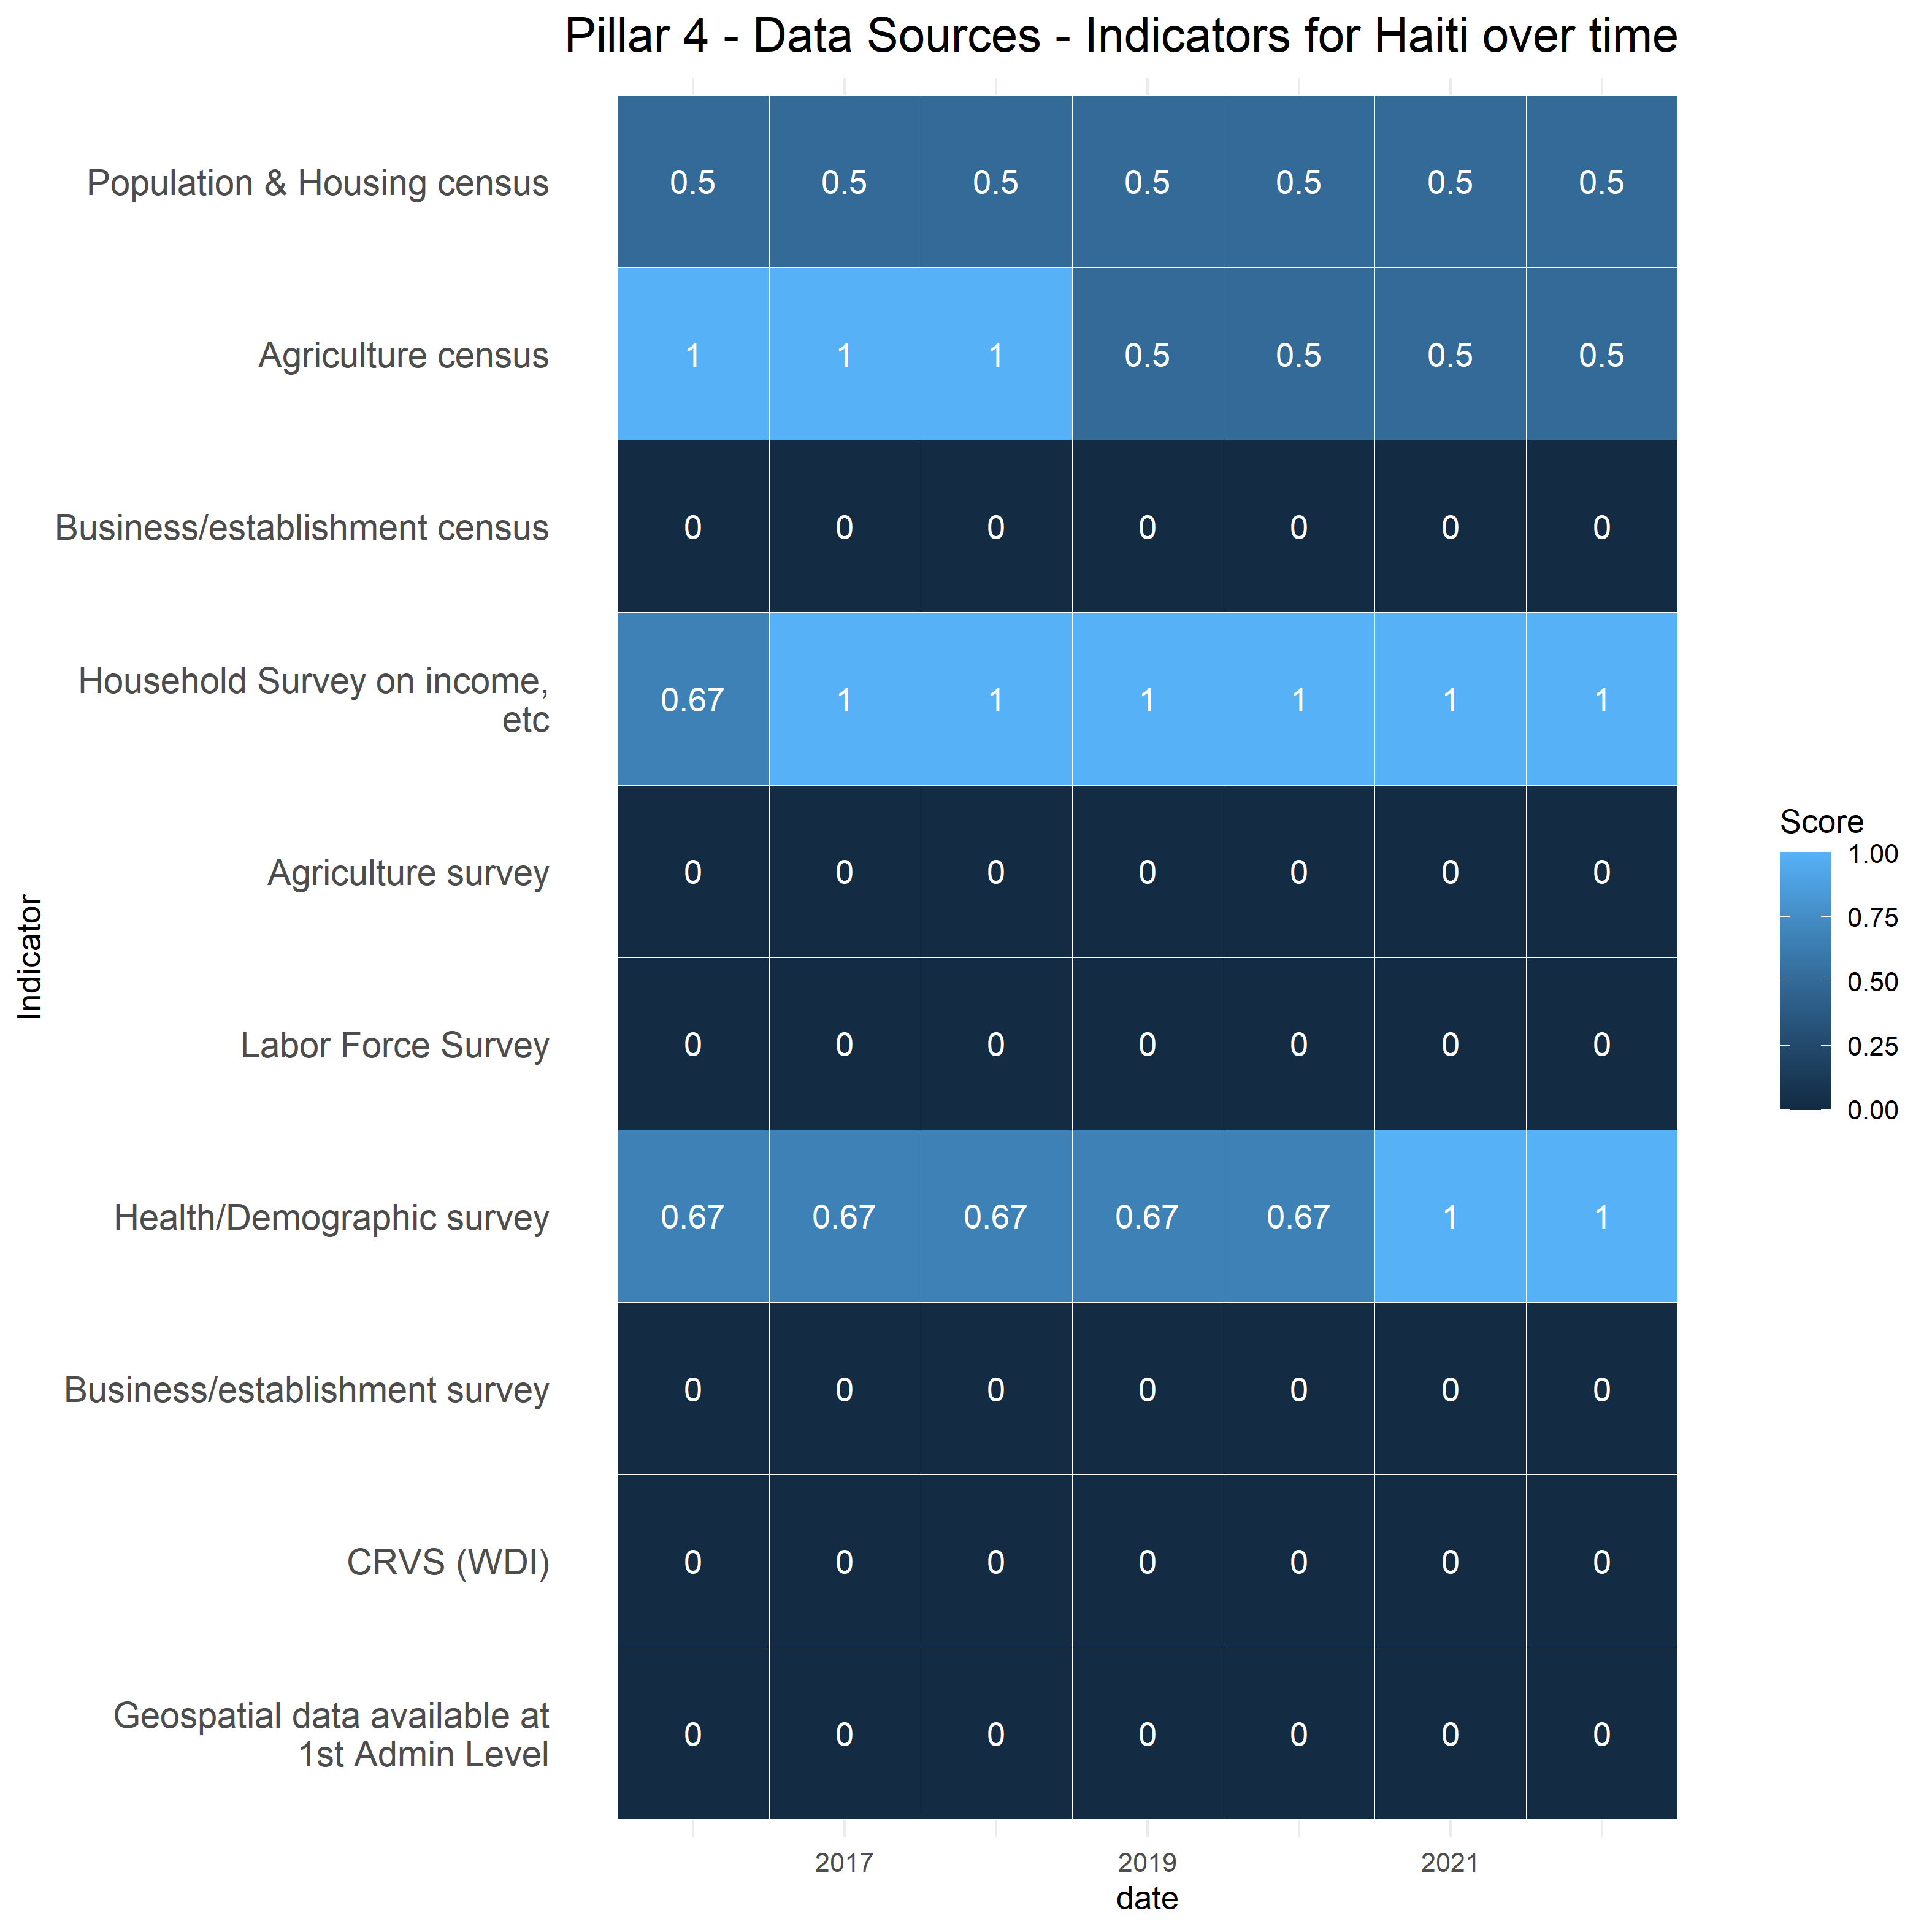 Pillar 4 - Data Sources - Indicators for Haiti over time
Population & Housing census 0.5 0.5 0.5 0.5 0.5 0.5 0.5
Agriculture census 1 1 1 0.5 0.5 0.5 0.5
Business/establishment census 0 0 0 0 0 0 0
Household Survey on income,
etc
0.67 1 1 1 1 1 1
Agriculture survey 0 0 0 0 0 0 0
Labor Force Survey 0 0 0 0 0 0 0
Health/Demographic survey 0.67 0.67 0.67 0.67 0.67 1 1
Business/establishment survey 0 0 0 0 0 0 0
CRVS (WDI) 0 0 0 0 0 0 0
Geospatial data available at
1st Admin Level
0 0 0 0 0 0 0
2017 2019 2021
date
Indicator
Score
1.00
0.75
0.50
0.25
0.00